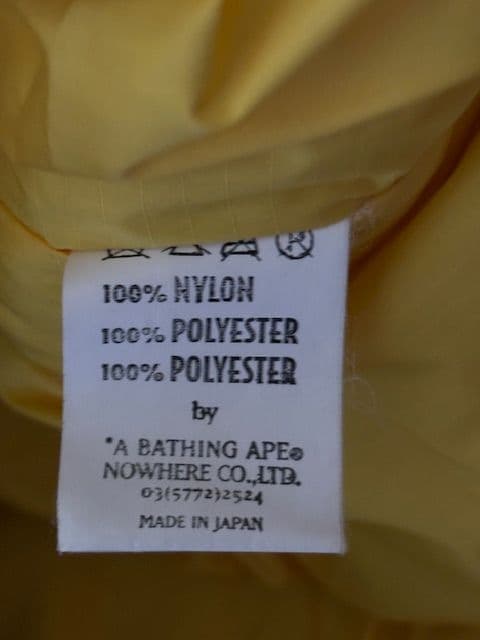 100% NYLON
100% POLYESTER
100% POLYESTER
by
*A BATHING APE®
NOWHERE CO.,LTD.
03(5772)2524
MADE IN JAPAN